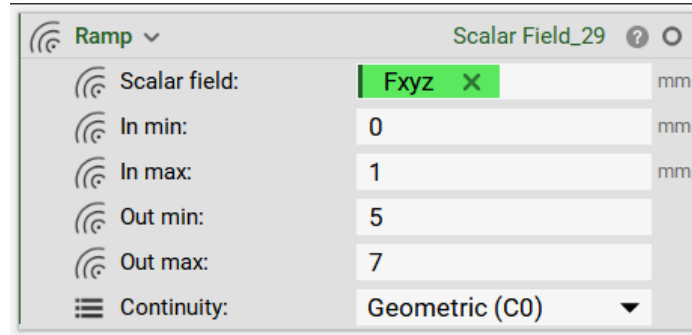 Ramp Scalar Field_29 ?
Scalar field: Fxyz × mm
In min: 0 mm
In max: 1 mm
Out min: 5
Out max: 7
Continuity: Geometric (C0)